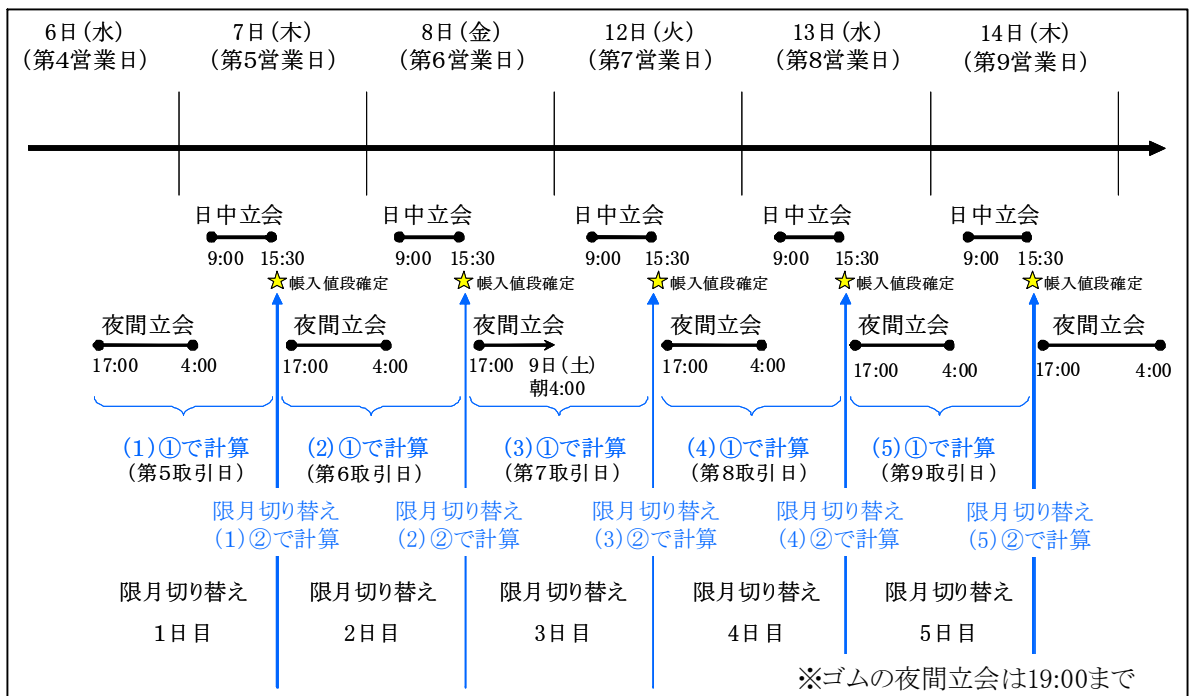 6日(水) 7日(木) 8日(金) 12日(火) 13日(水) 14日(木)
(第4営業日) (第5営業日) (第6営業日) (第7営業日) (第8営業日) (第9営業日)
日中立会 日中立会 日中立会 日中立会 日中立会
9:00 15:30 9:00 15:30 9:00 15:30 9:00 15:30 9:00 15:30
帳入値段確定 帳入値段確定 帳入値段確定 帳入値段確定 帳入値段確定
夜間立会 夜間立会 夜間立会 夜間立会 夜間立会 夜間立会
17:00 4:00 17:00 4:00 17:00 9日(土) 17:00 4:00 17:00 4:00 17:00 4:00
朝4:00
(1)①で計算 (2)①で計算 (3)①で計算 (4)①で計算 (5)①で計算
(第5取引日) (第6取引日) (第7取引日) (第8取引日) (第9取引日)
限月切り替え 限月切り替え 限月切り替え 限月切り替え 限月切り替え
(1)②で計算 (2)②で計算 (3)②で計算 (4)②で計算 (5)②で計算
限月切り替え 限月切り替え 限月切り替え 限月切り替え 限月切り替え
1日目 2日目 3日目 4日目 5日目
※ゴムの夜間立会は19:00まで